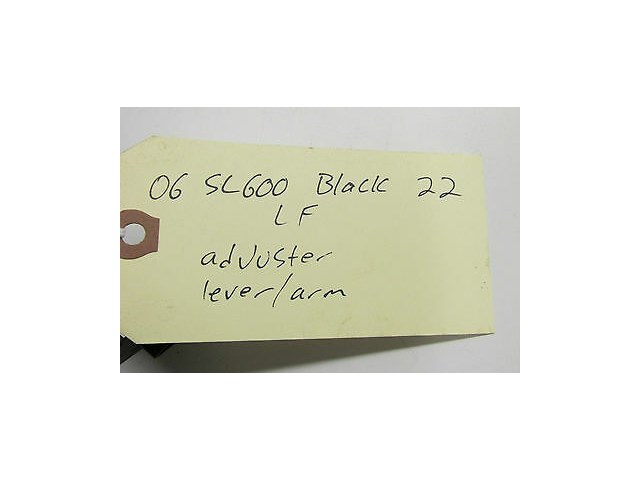 06 SL600 Black 22
LF
adjuster
lever/arm